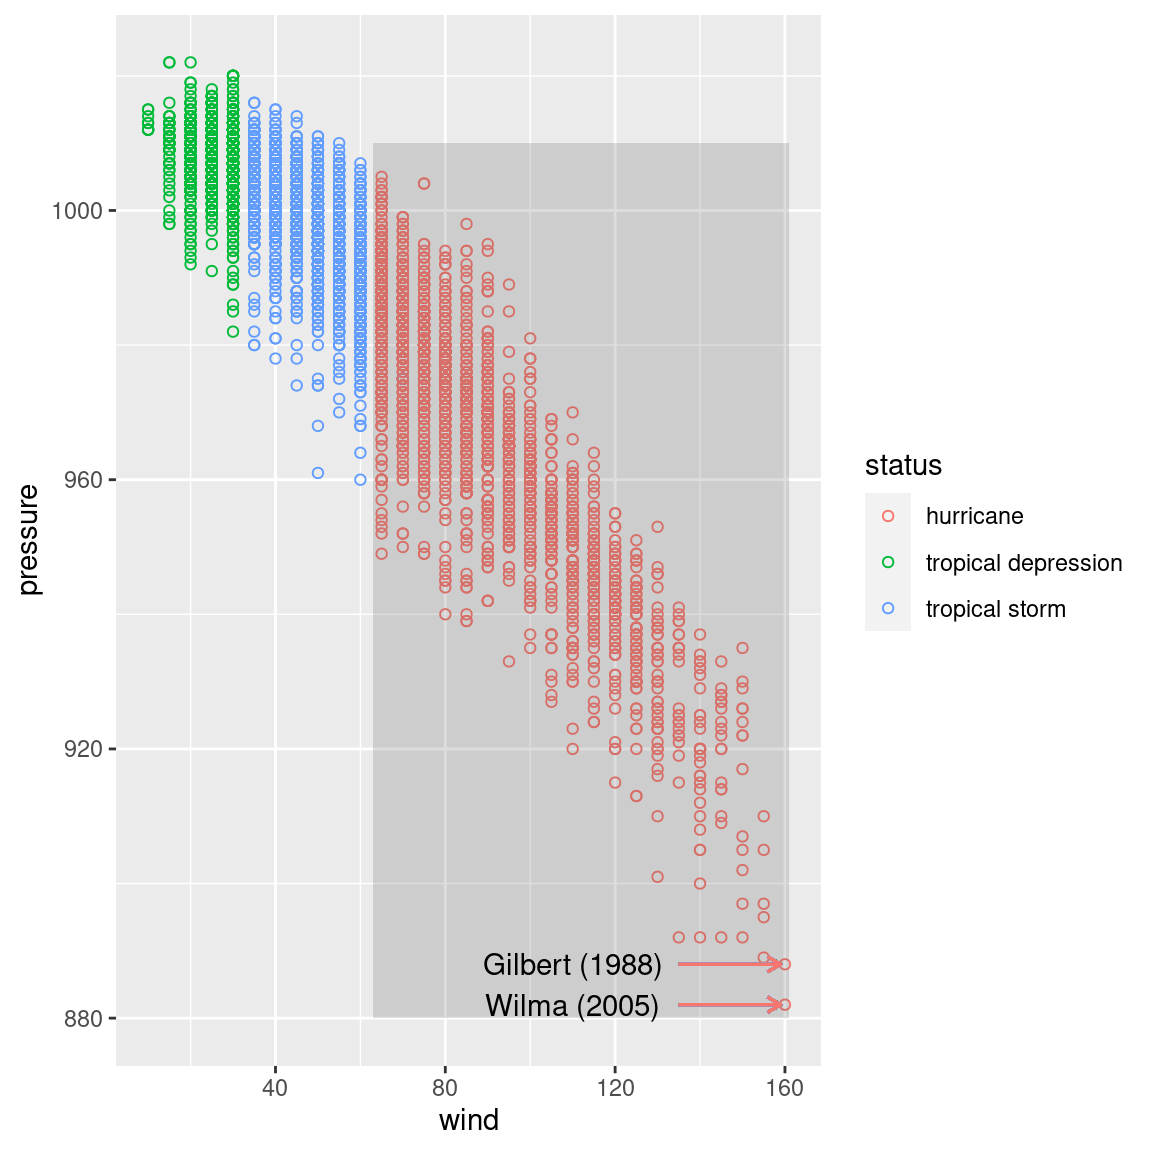 1000
960
920
880
pressure
Gilbert (1988)
Wilma (2005)
40 80 120 160
wind
status
hurricane
tropical depression
tropical storm